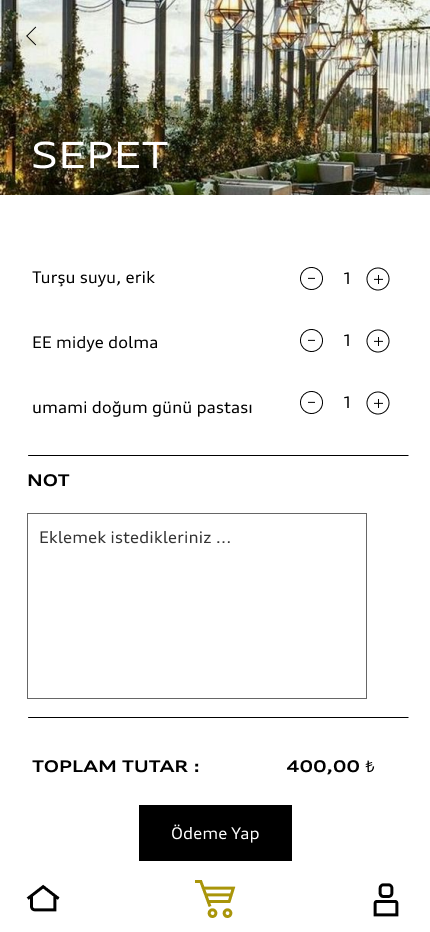 SEPET
Turşu suyu, erik - 1 +
EE midye dolma - 1 +
umami doğum günü pastası - 1 +
NOT
Eklemek istedikleriniz ...
TOPLAM TUTAR : 400,00 ₺
Ödeme Yap